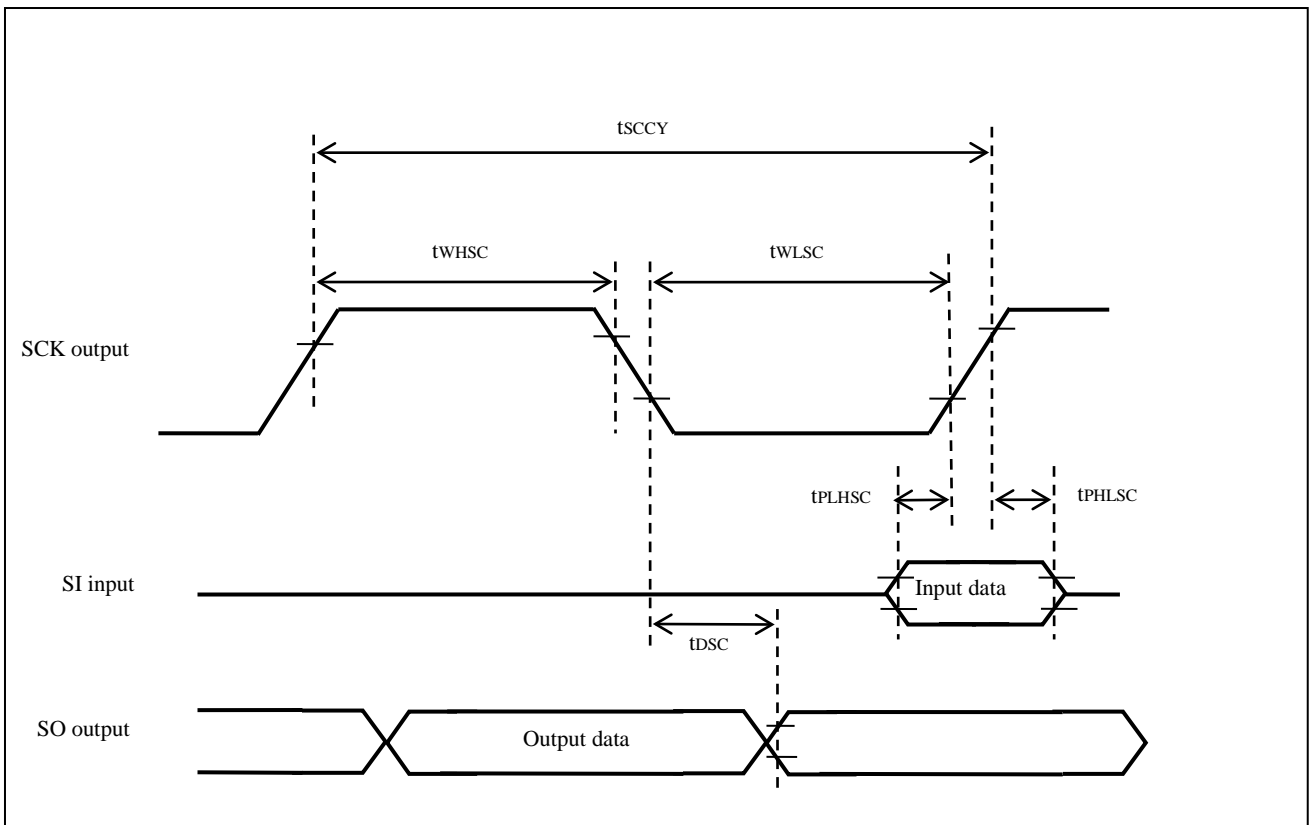 tSCCY
tWHSC
tWLSC
SCK output
tPLHSC
tPHLSC
SI input
Input data
tDSC
SO output
Output data